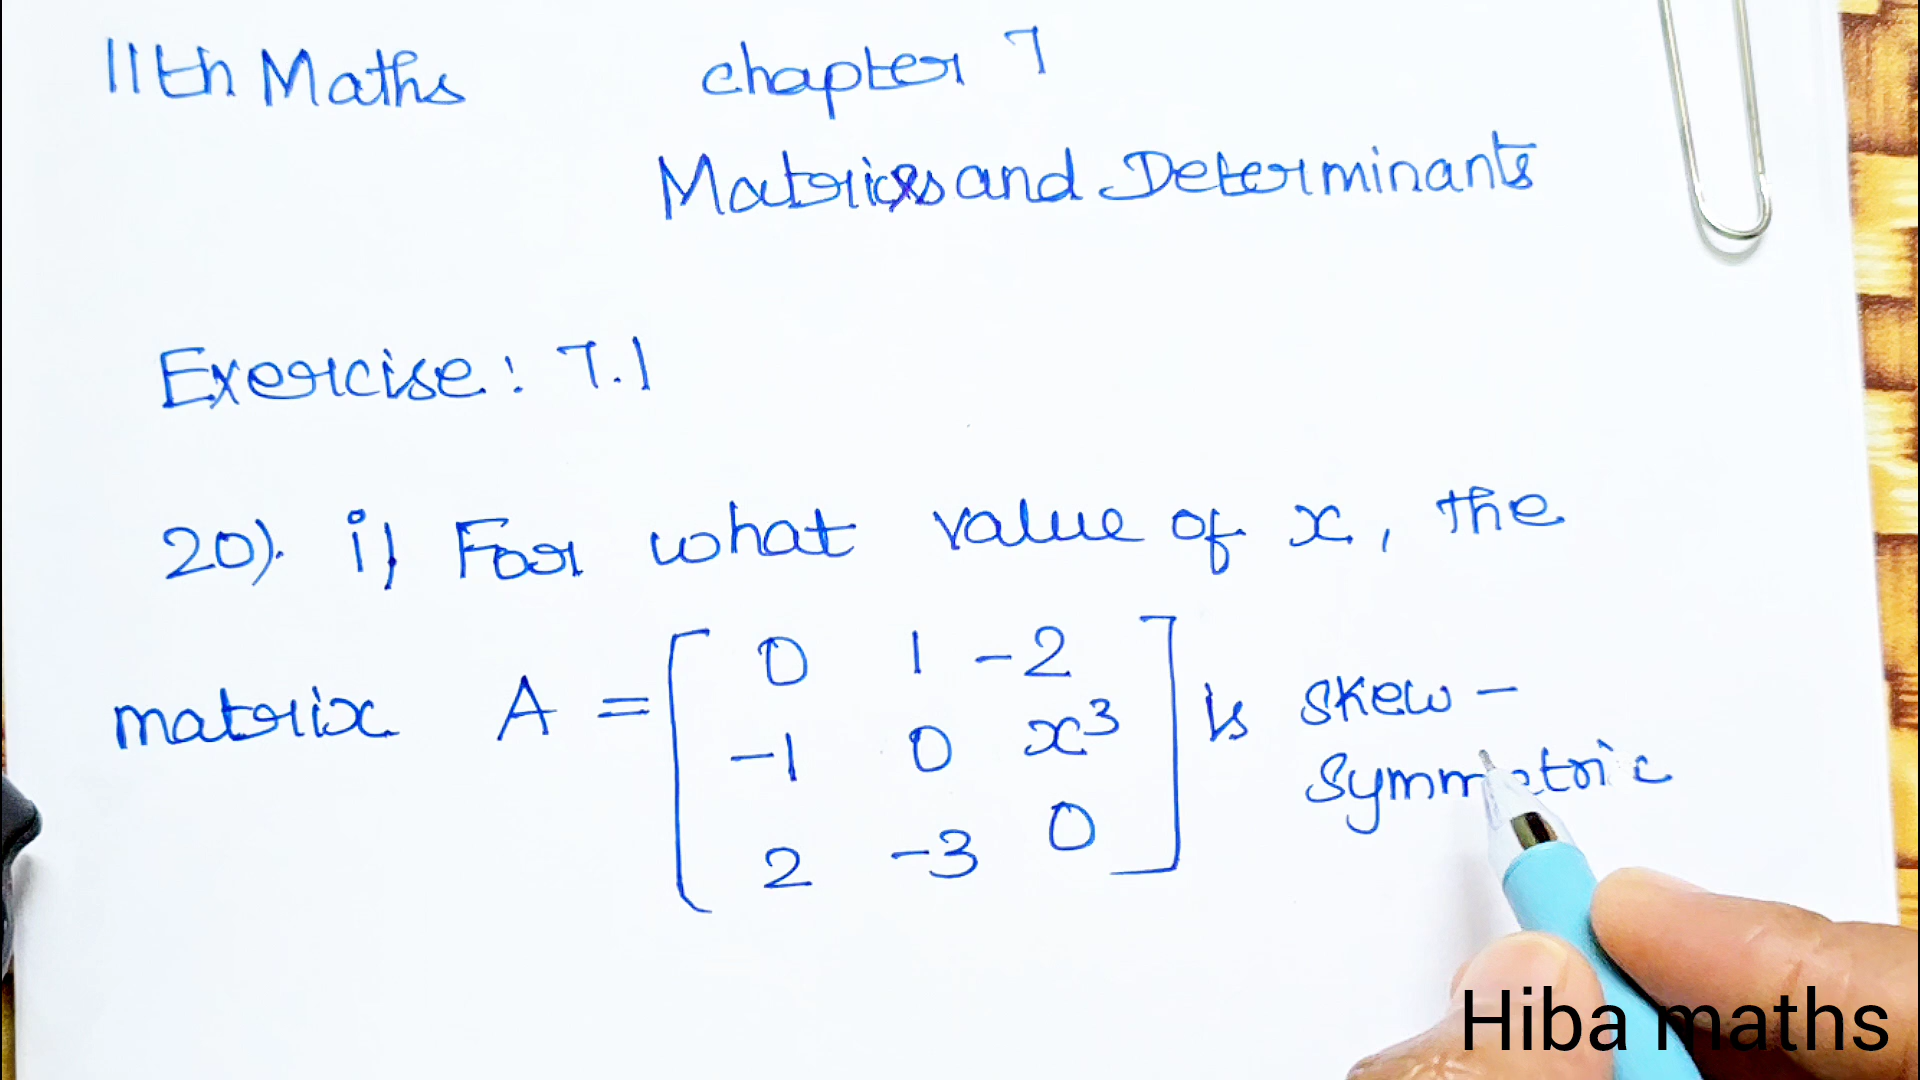 11th Maths chapter 7
Matrices and Determinants
Exercise: 7.1
20). i) For what value of x, the
matrix A = [ 0 1 -2 is skew-
-1 0 x³ symmetric
2 -3 0 ]
Hiba maths